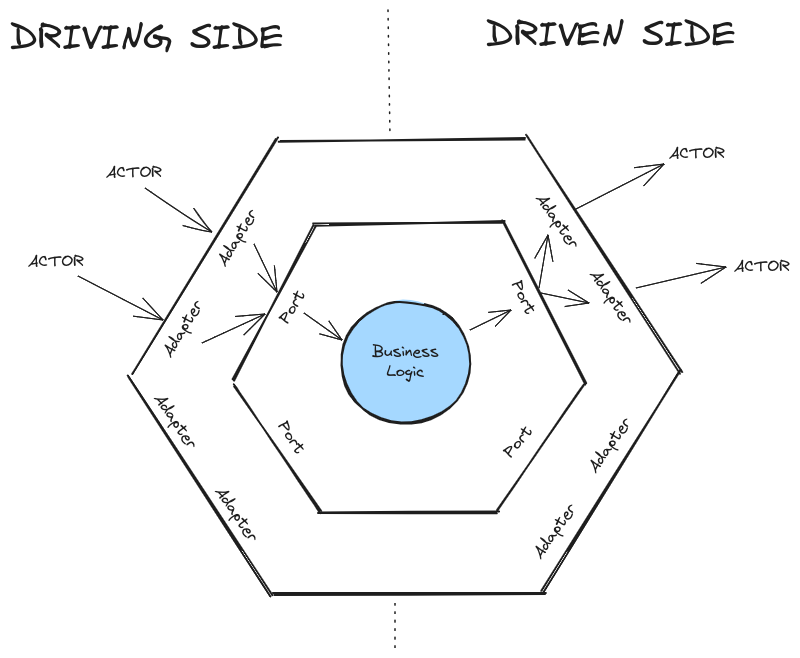 DRIVING SIDE
DRIVEN SIDE
ACTOR
ACTOR
ACTOR
ACTOR
Adapter
Adapter
Adapter
Adapter
Port
Port
Business
Logic
Adapter
Adapter
Port
Port
Adapter
Adapter